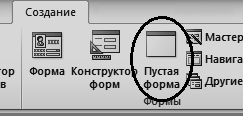 Создание
Форма
Конструктор
форм
Пустая
форма
Мастер
Навига
Другие
Формы